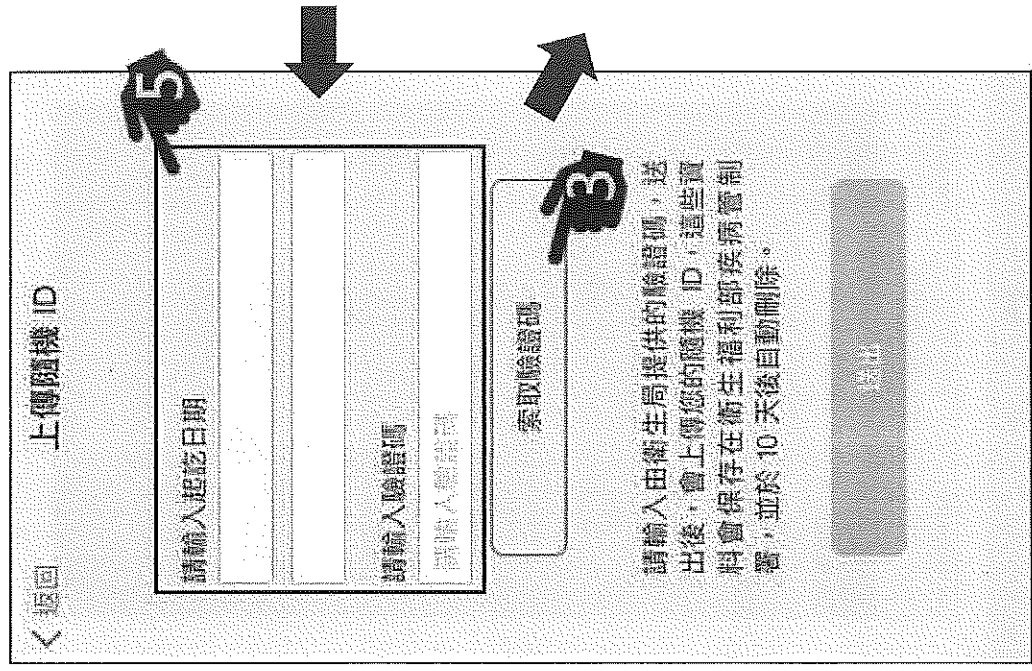 返回
上傳隨機 ID
請輸入起訖日期
請輸入驗證碼
請輸入驗證碼
索取驗證碼
請輸入由衛生局提供的驗證碼，送
出後，會上傳您的隨機 ID，這些資
料會保存在衛生福利部疾病管制
署，並於 10 天後自動刪除。
5
3